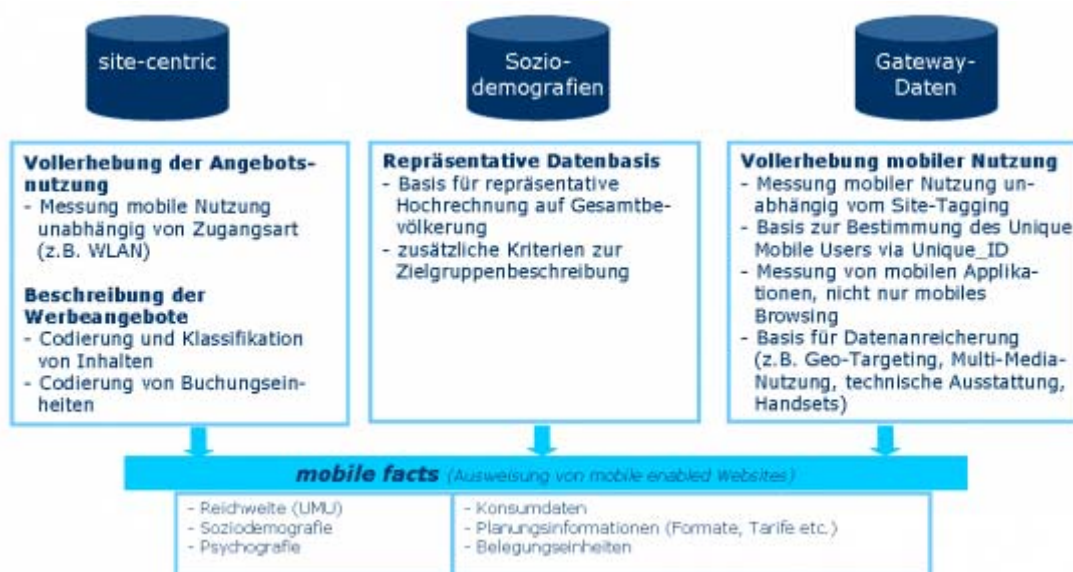 site-centric
Sozio-
demografien
Gateway-
Daten
Vollerhebung der Angebots-
nutzung
- Messung mobile Nutzung
unabhängig von Zugangsart
(z.B. WLAN)
Beschreibung der
Werbeangebote
- Codierung und Klassifikation
von Inhalten
- Codierung von Buchungsein-
heiten
Repräsentative Datenbasis
- Basis für repräsentative
Hochrechnung auf Gesamtbe-
völkerung
- zusätzliche Kriterien zur
Zielgruppenbeschreibung
Vollerhebung mobiler Nutzung
- Messung mobiler Nutzung un-
abhängig vom Site-Tagging
- Basis zur Bestimmung des Unique
Mobile Users via Unique_ID
- Messung von mobilen Applika-
tionen, nicht nur mobiles
Browsing
- Basis für Datenanreicherung
(z.B. Geo-Targeting, Multi-Media-
Nutzung, technische Ausstattung,
Handsets)
mobile facts (Ausweisung von mobile enabled Websites)
- Reichweite (UMU)
- Soziodemografie
- Psychografie
- Konsumdaten
- Planungsinformationen (Formate, Tarife etc.)
- Belegungseinheiten